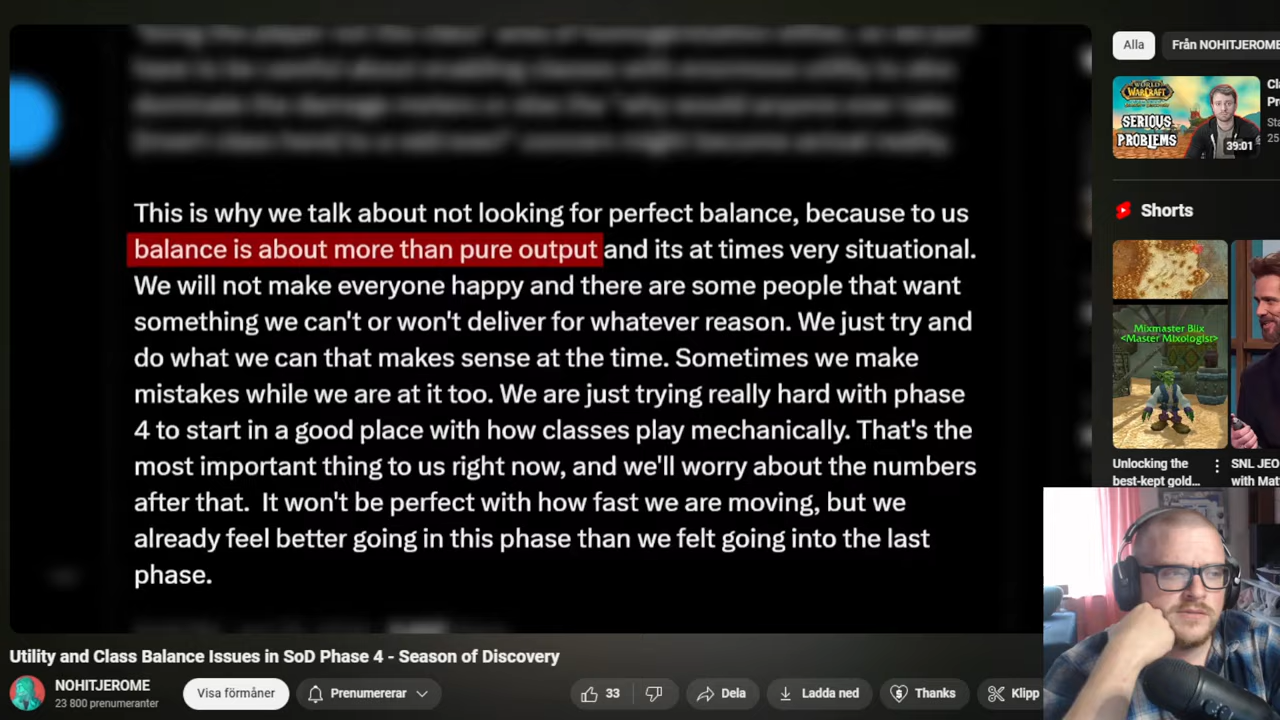 This is why we talk about not looking for perfect balance, because to us
balance is about more than pure output and its at times very situational.
We will not make everyone happy and there are some people that want
something we can't or won't deliver for whatever reason. We just try and
do what we can that makes sense at the time. Sometimes we make
mistakes while we are at it too. We are just trying really hard with phase
4 to start in a good place with how classes play mechanically. That's the
most important thing to us right now, and we'll worry about the numbers
after that.  It won't be perfect with how fast we are moving, but we
already feel better going in this phase than we felt going into the last
phase.
Utility and Class Balance Issues in SoD Phase 4 - Season of Discovery
NOHITJEROME
23 800 prenumeranter
Visa förmåner
Prenumererar
33
Dela
Ladda ned
Thanks
Klipp
Alla
Från NOHITJEROME
WORLD
WARCRAFT
SERIOUS
PROBLEMS
39:01
Shorts
Mixmaster Blix
<Master Mixologist>
Unlocking the
best-kept gold...
SNL JEO
with Mat